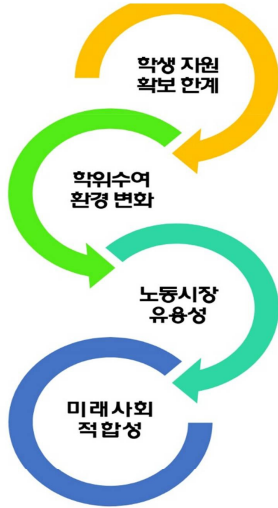 학생 자원
확보 한계
학위수여
환경 변화
노동시장
유용성
미래사회
적합성